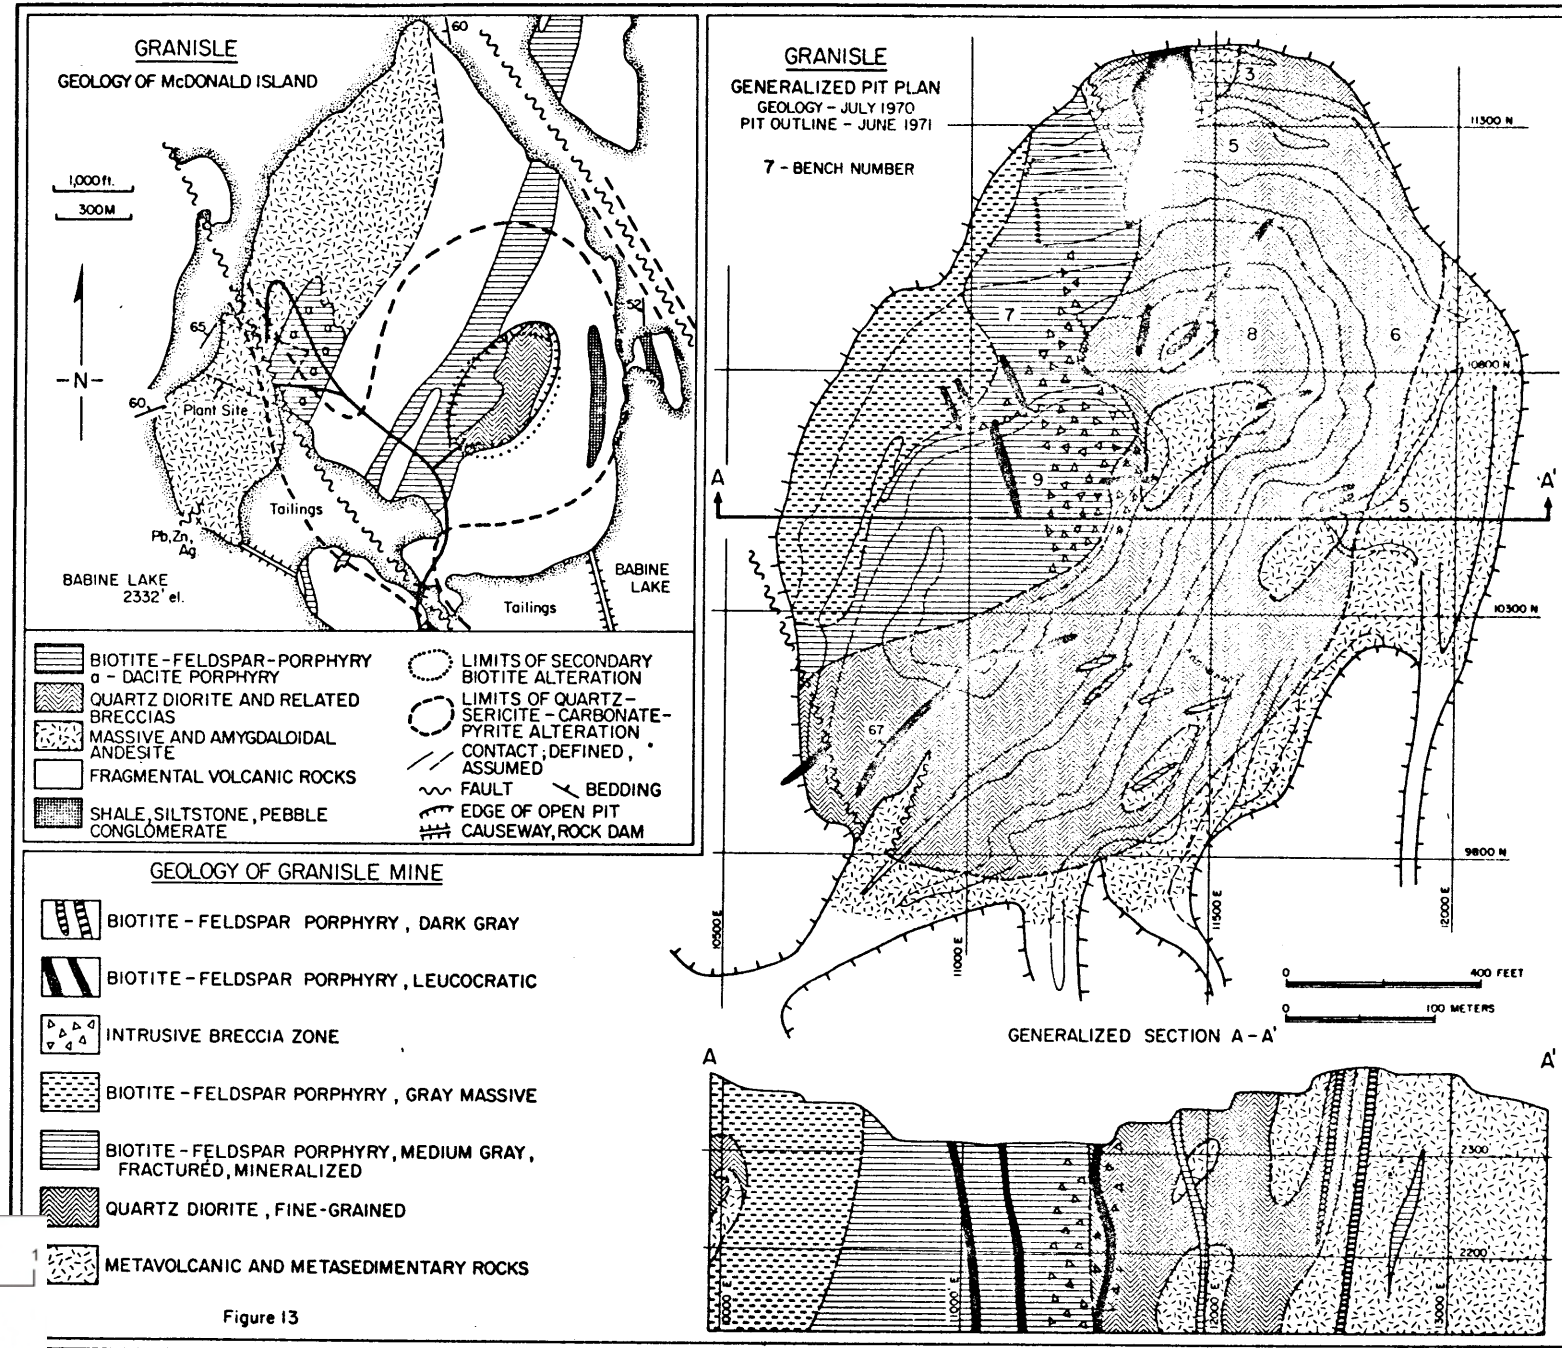 GRANISLE
GEOLOGY OF McDONALD ISLAND
60
1,000 ft.
300M
52
65
-N-
a
a
a
a
a
60
Plant Site
Tailings
Pb,Zn,
Ag
x
BABINE LAKE
2332' el.
BABINE
LAKE
Tailings
BIOTITE-FELDSPAR-PORPHYRY
a - DACITE PORPHYRY
QUARTZ DIORITE AND RELATED
BRECCIAS
MASSIVE AND AMYGDALOIDAL
ANDESITE
FRAGMENTAL VOLCANIC ROCKS
SHALE, SILTSTONE, PEBBLE
CONGLOMERATE
LIMITS OF SECONDARY
BIOTITE ALTERATION
LIMITS OF QUARTZ-
SERICITE-CARBONATE-
PYRITE ALTERATION
CONTACT; DEFINED,
ASSUMED
FAULT
BEDDING
EDGE OF OPEN PIT
CAUSEWAY, ROCK DAM
GEOLOGY OF GRANISLE MINE
BIOTITE-FELDSPAR PORPHYRY, DARK GRAY
BIOTITE-FELDSPAR PORPHYRY, LEUCOCRATIC
INTRUSIVE BRECCIA ZONE
BIOTITE-FELDSPAR PORPHYRY, GRAY MASSIVE
BIOTITE-FELDSPAR PORPHYRY, MEDIUM GRAY,
FRACTURED, MINERALIZED
QUARTZ DIORITE, FINE-GRAINED
METAVOLCANIC AND METASEDIMENTARY ROCKS
1
Figure 13
GRANISLE
GENERALIZED PIT PLAN
GEOLOGY - JULY 1970
PIT OUTLINE - JUNE 1971
7 - BENCH NUMBER
3
11300 N
5
7
8
6
10800 N
A
9
5
A'
10300 N
67
9800 N
10500 E
11000 E
11500 E
12000 E
0 400 FEET
0 100 METERS
GENERALIZED SECTION A-A'
A
A'
2300
2200
10000 E
11000 E
12000 E
13000 E